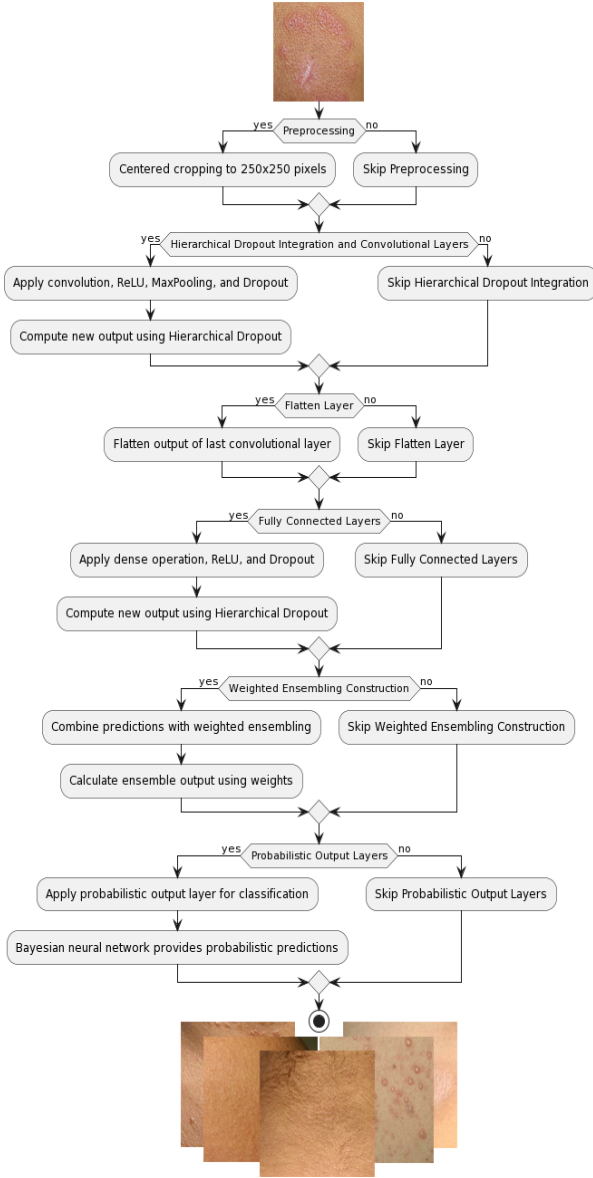 yes
Preprocessing
no
Centered cropping to 250x250 pixels
Skip Preprocessing
yes
Hierarchical Dropout Integration and Convolutional Layers
no
Apply convolution, ReLU, MaxPooling, and Dropout
Skip Hierarchical Dropout Integration
Compute new output using Hierarchical Dropout
yes
Flatten Layer
no
Flatten output of last convolutional layer
Skip Flatten Layer
yes
Fully Connected Layers
no
Apply dense operation, ReLU, and Dropout
Skip Fully Connected Layers
Compute new output using Hierarchical Dropout
yes
Weighted Ensembling Construction
no
Combine predictions with weighted ensembling
Skip Weighted Ensembling Construction
Calculate ensemble output using weights
yes
Probabilistic Output Layers
no
Apply probabilistic output layer for classification
Skip Probabilistic Output Layers
Bayesian neural network provides probabilistic predictions